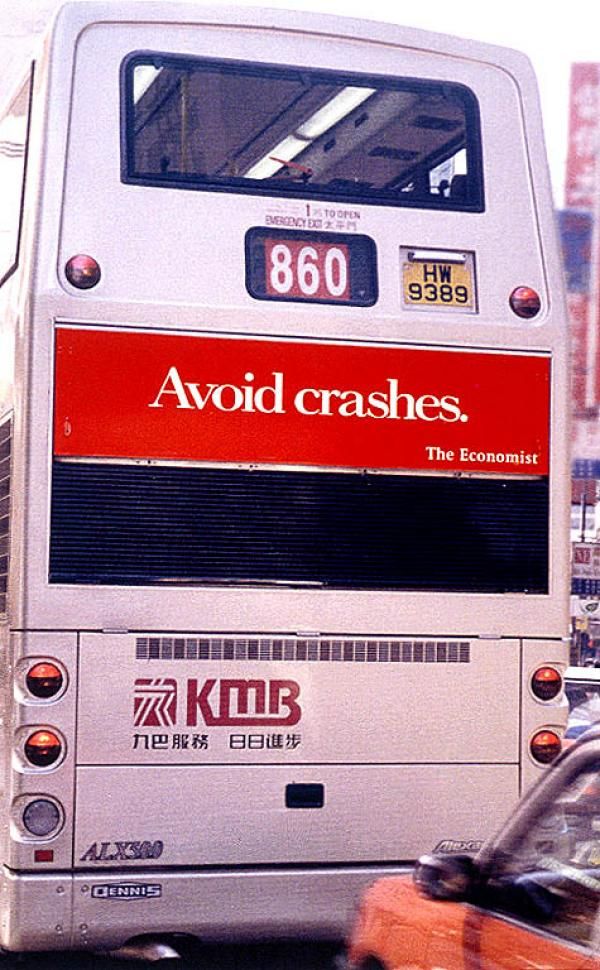 TO OPEN
EMERGENCY EXIT 太平門
860
HW
9389
Avoid crashes.
The Economist
KMB
九巴服務 日日進步
ALX500
DENNIS